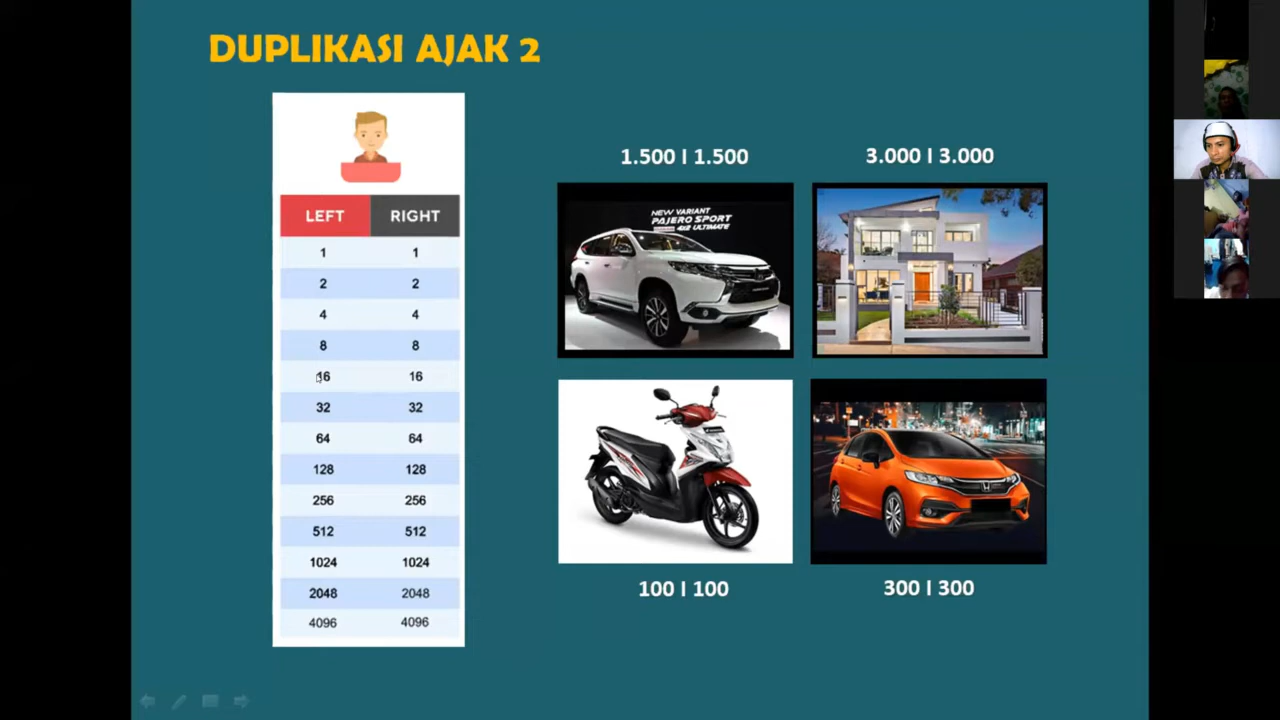 DUPLIKASI AJAK 2
LEFT RIGHT
1 1
2 2
4 4
8 8
16 16
32 32
64 64
128 128
256 256
512 512
1024 1024
2048 2048
4096 4096
1.500 I 1.500
3.000 I 3.000
NEW VARIANT
PAJERO SPORT
4x2 ULTIMATE
100 I 100
300 I 300